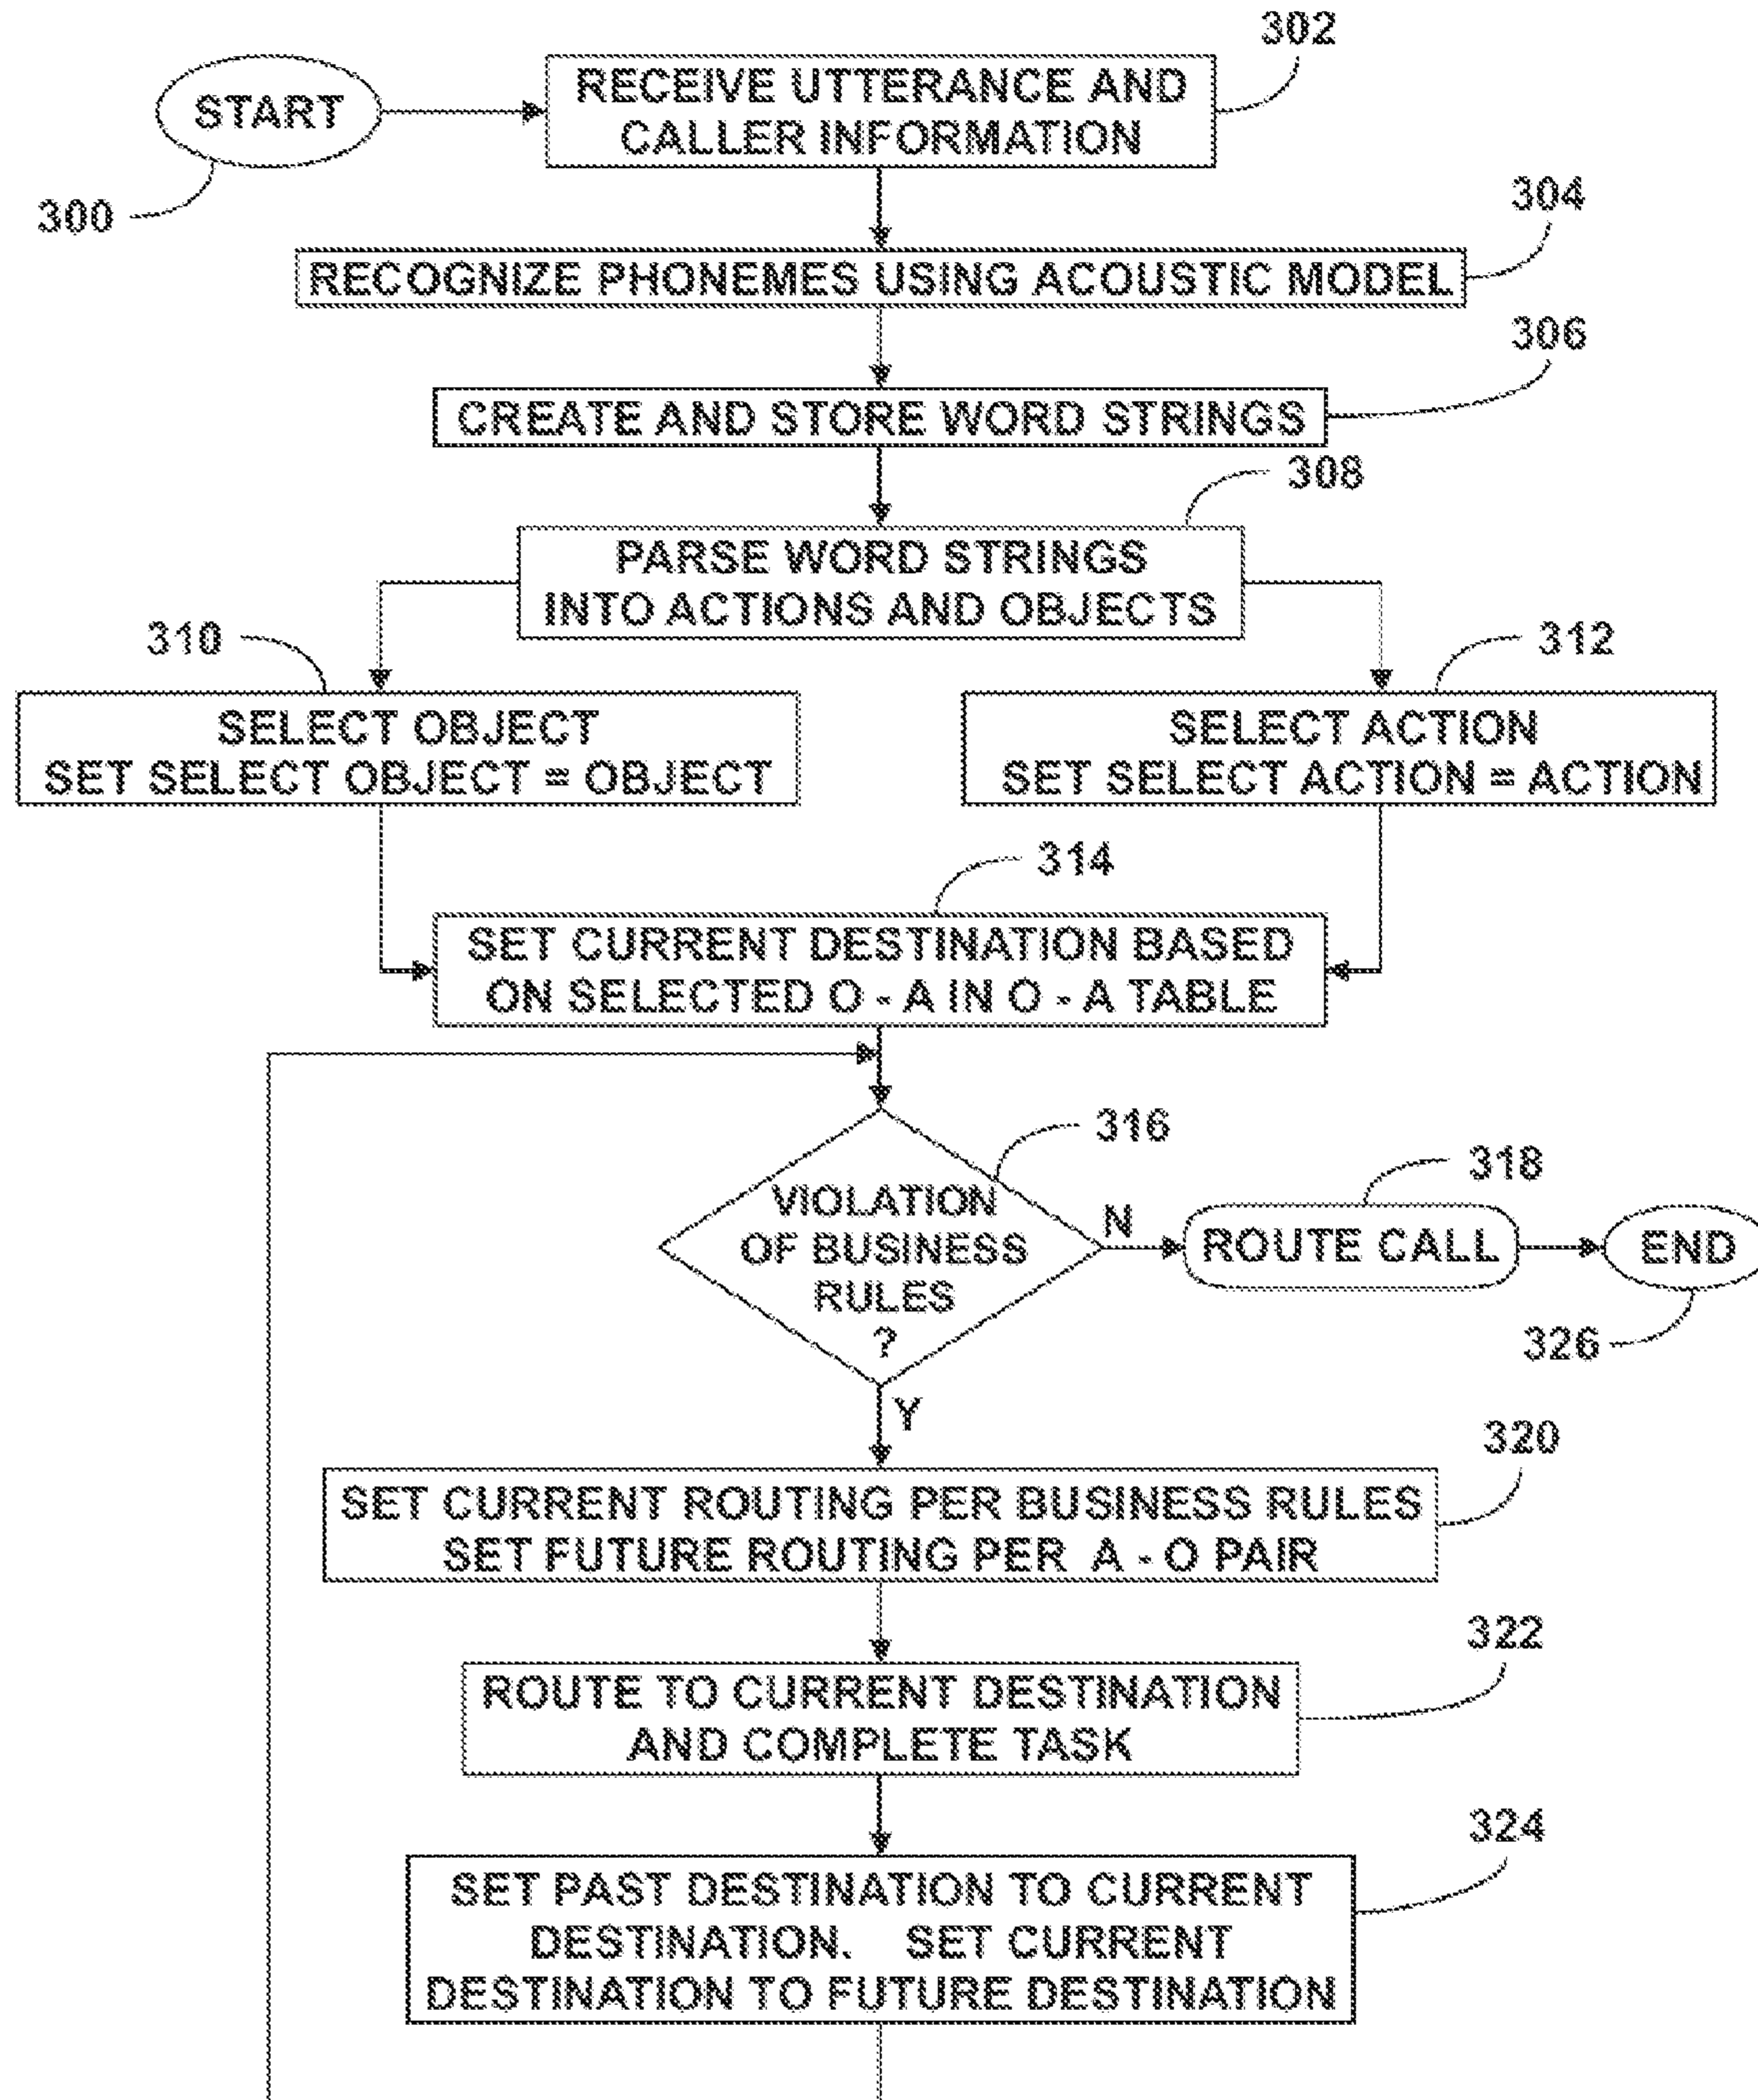 302
START
RECEIVE UTTERANCE AND
CALLER INFORMATION
300
304
RECOGNIZE PHONEMES USING ACOUSTIC MODEL
306
CREATE AND STORE WORD STRINGS
308
PARSE WORD STRINGS
INTO ACTIONS AND OBJECTS
310
312
SELECT OBJECT
SET SELECT OBJECT = OBJECT
SELECT ACTION
SET SELECT ACTION = ACTION
314
SET CURRENT DESTINATION BASED
ON SELECTED O - A IN O - A TABLE
316
VIOLATION
OF BUSINESS
RULES
?
N
318
ROUTE CALL
END
326
Y
320
SET CURRENT ROUTING PER BUSINESS RULES
SET FUTURE ROUTING PER A - O PAIR
322
ROUTE TO CURRENT DESTINATION
AND COMPLETE TASK
324
SET PAST DESTINATION TO CURRENT
DESTINATION. SET CURRENT
DESTINATION TO FUTURE DESTINATION